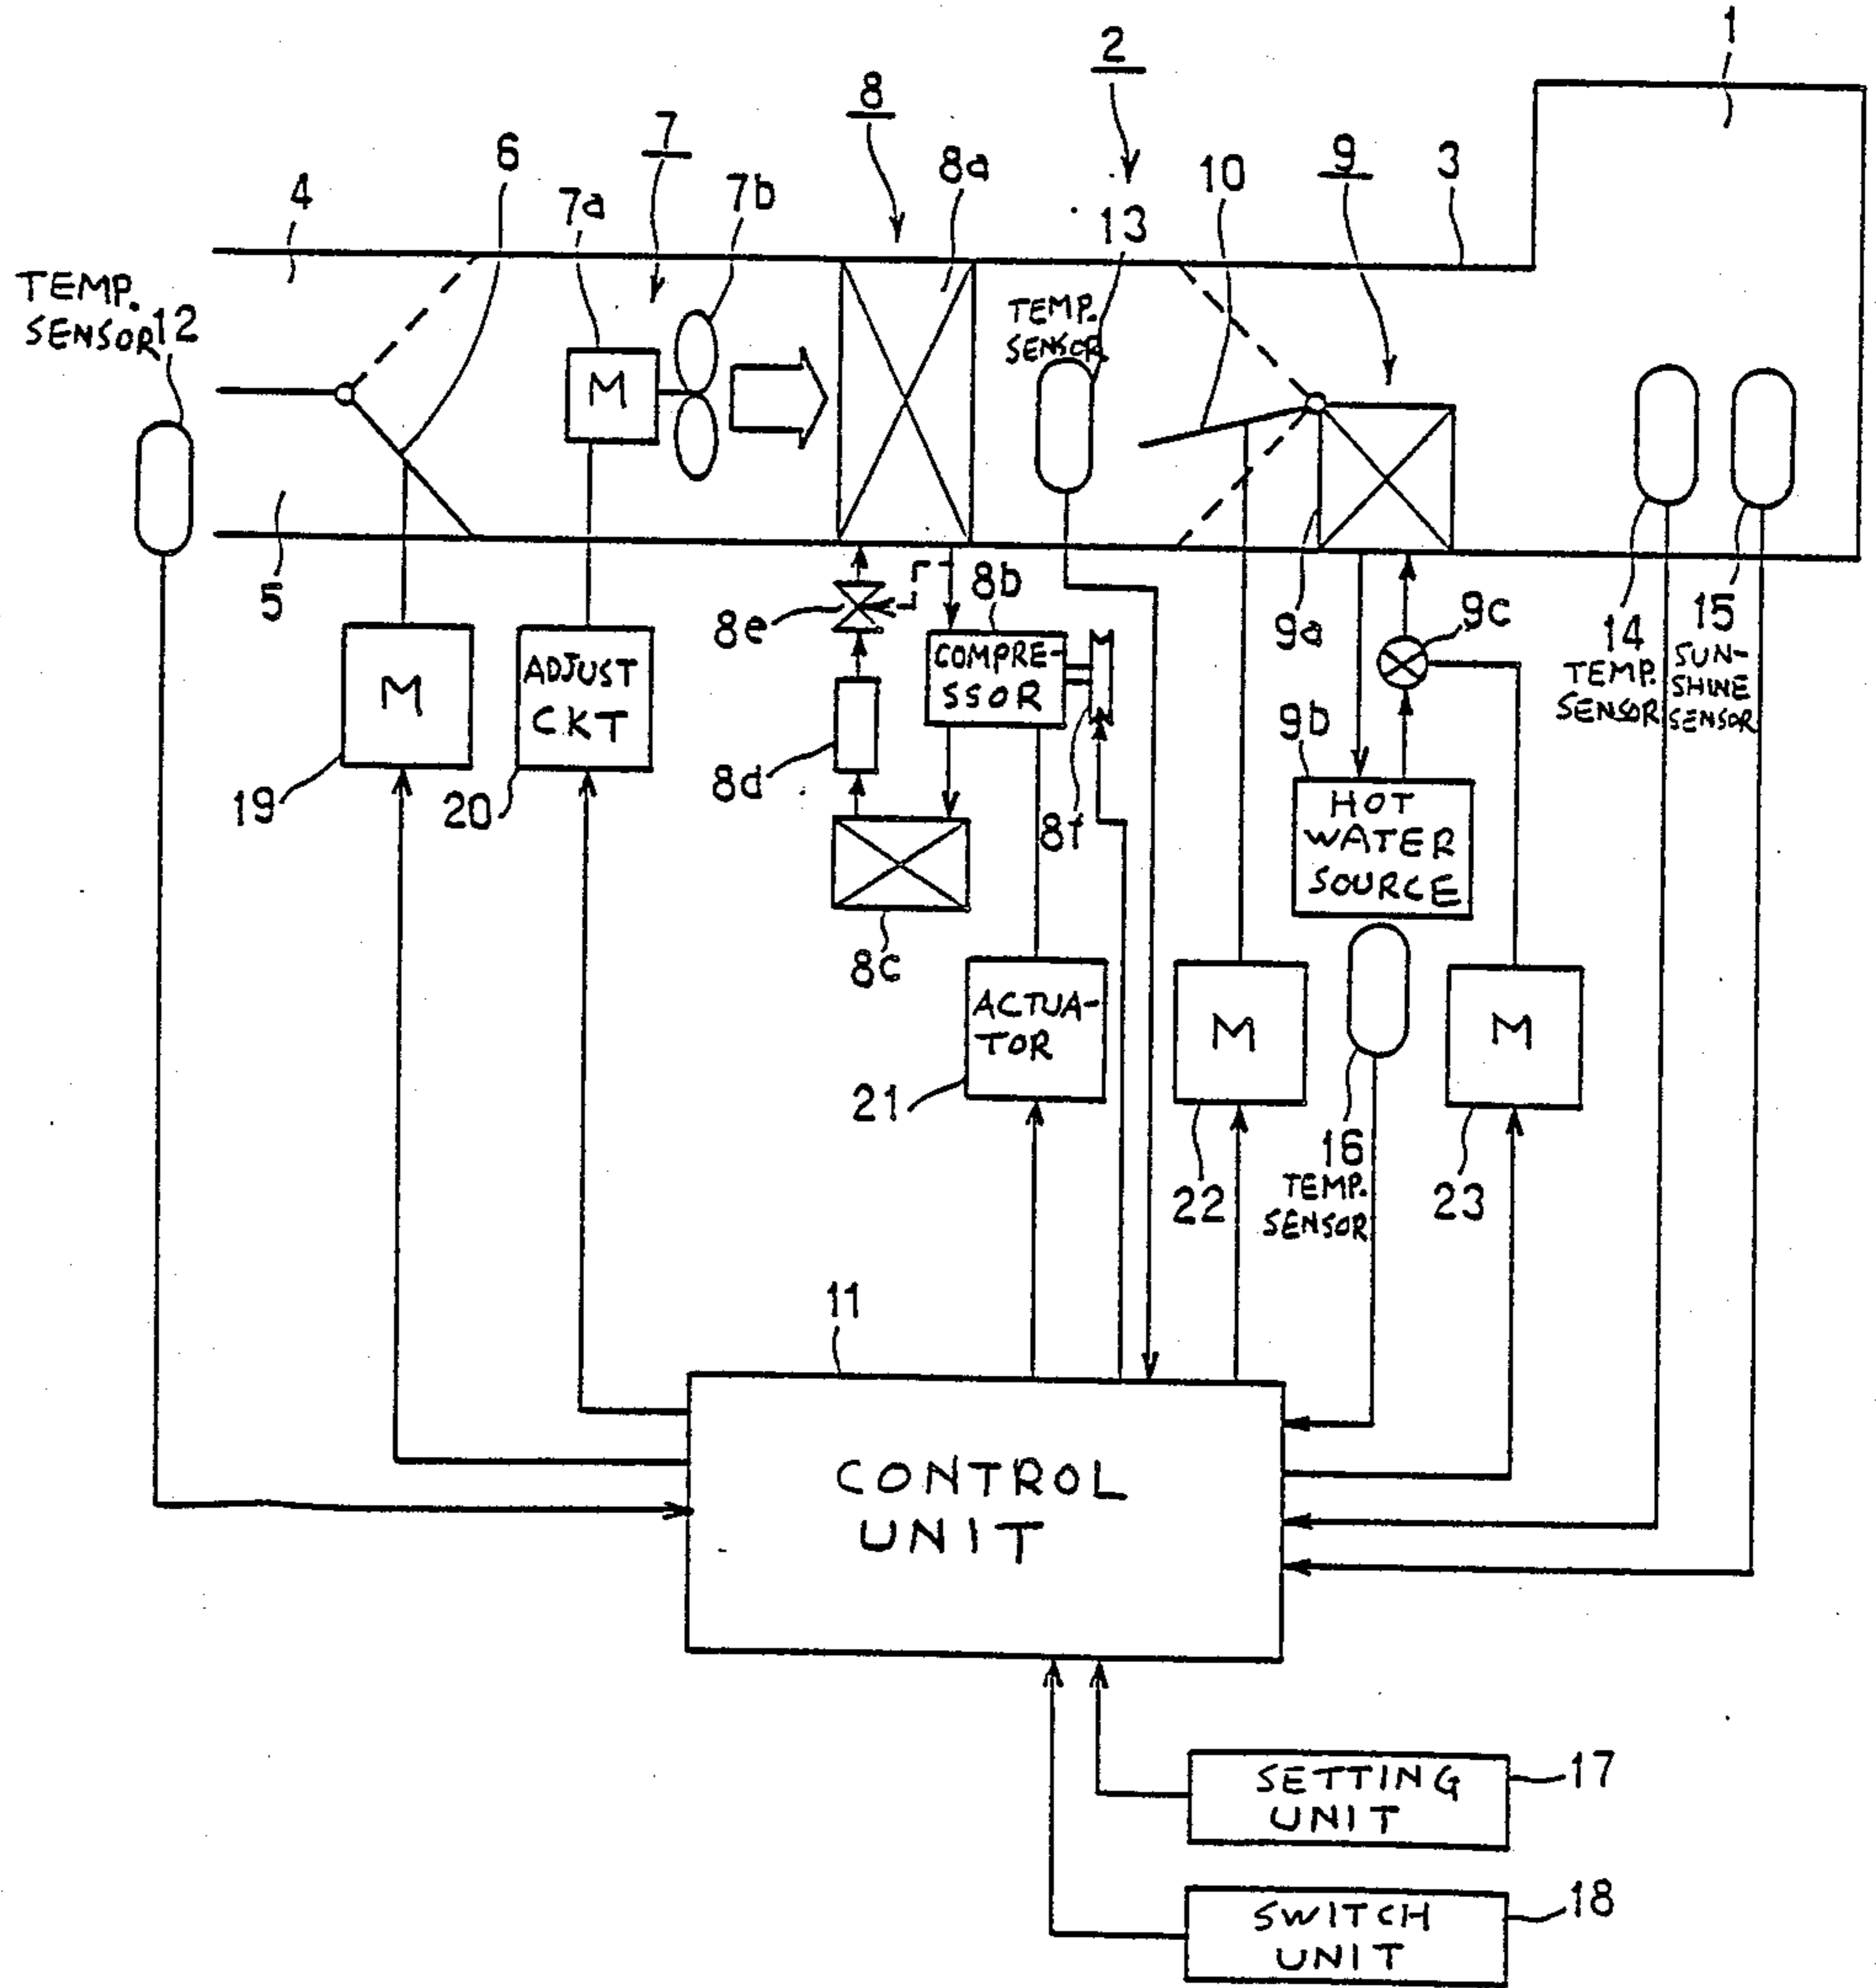 1
2
8
7
6
8a
10
9
3
4
7a
7b
13
TEMP.
SENSOR 12
TEMP.
SENSOR
M
5
8e
8b
9a
9c
14
15
COMPRE-
SSOR
TEMP.
SENSOR
SUN-
SHINE
SENSOR
M
ADJUST
CKT
8d
9b
19
20
8f
HOT
WATER
SOURCE
8c
ACTUA-
TOR
M
M
21
16
22
TEMP.
SENSOR
23
11
CONTROL
UNIT
SETTING
UNIT
17
SWITCH
UNIT
18